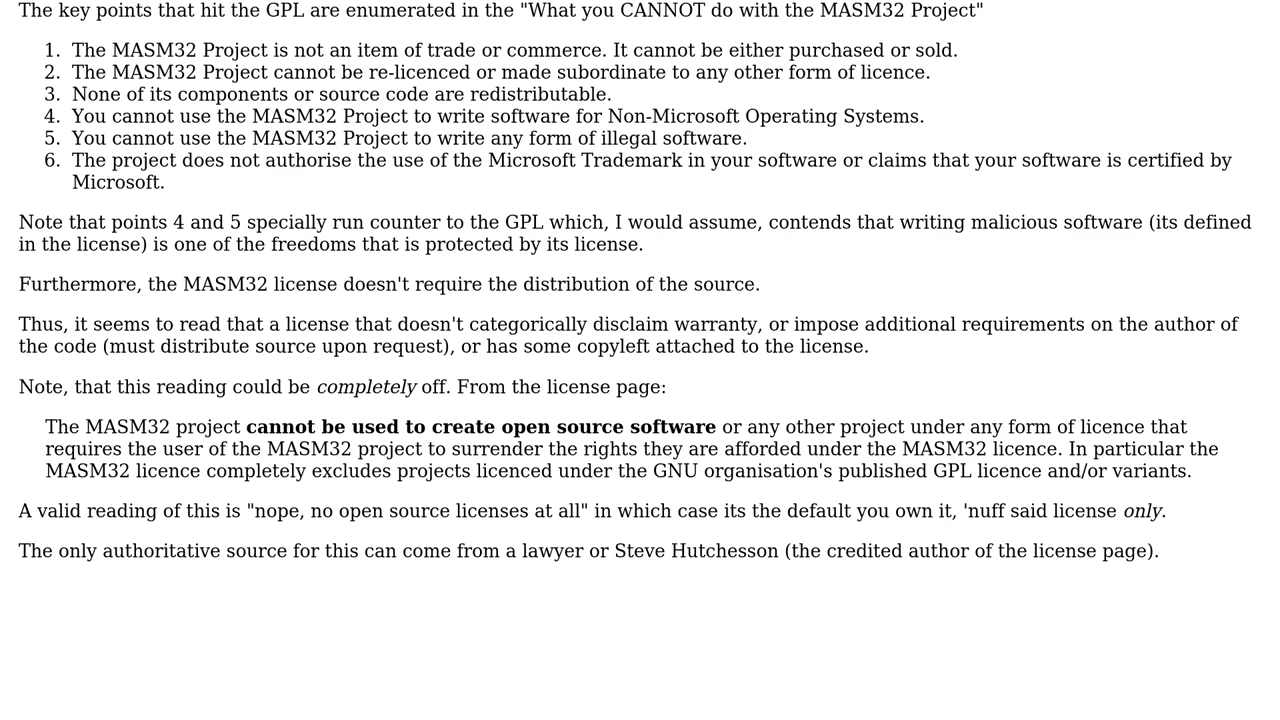 The key points that hit the GPL are enumerated in the "What you CANNOT do with the MASM32 Project"
1. The MASM32 Project is not an item of trade or commerce. It cannot be either purchased or sold.
2. The MASM32 Project cannot be re-licenced or made subordinate to any other form of licence.
3. None of its components or source code are redistributable.
4. You cannot use the MASM32 Project to write software for Non-Microsoft Operating Systems.
5. You cannot use the MASM32 Project to write any form of illegal software.
6. The project does not authorise the use of the Microsoft Trademark in your software or claims that your software is certified by
Microsoft.
Note that points 4 and 5 specially run counter to the GPL which, I would assume, contends that writing malicious software (its defined
in the license) is one of the freedoms that is protected by its license.
Furthermore, the MASM32 license doesn't require the distribution of the source.
Thus, it seems to read that a license that doesn't categorically disclaim warranty, or impose additional requirements on the author of
the code (must distribute source upon request), or has some copyleft attached to the license.
Note, that this reading could be completely off. From the license page:
The MASM32 project cannot be used to create open source software or any other project under any form of licence that
requires the user of the MASM32 project to surrender the rights they are afforded under the MASM32 licence. In particular the
MASM32 licence completely excludes projects licenced under the GNU organisation's published GPL licence and/or variants.
A valid reading of this is "nope, no open source licenses at all" in which case its the default you own it, 'nuff said license only.
The only authoritative source for this can come from a lawyer or Steve Hutchesson (the credited author of the license page).